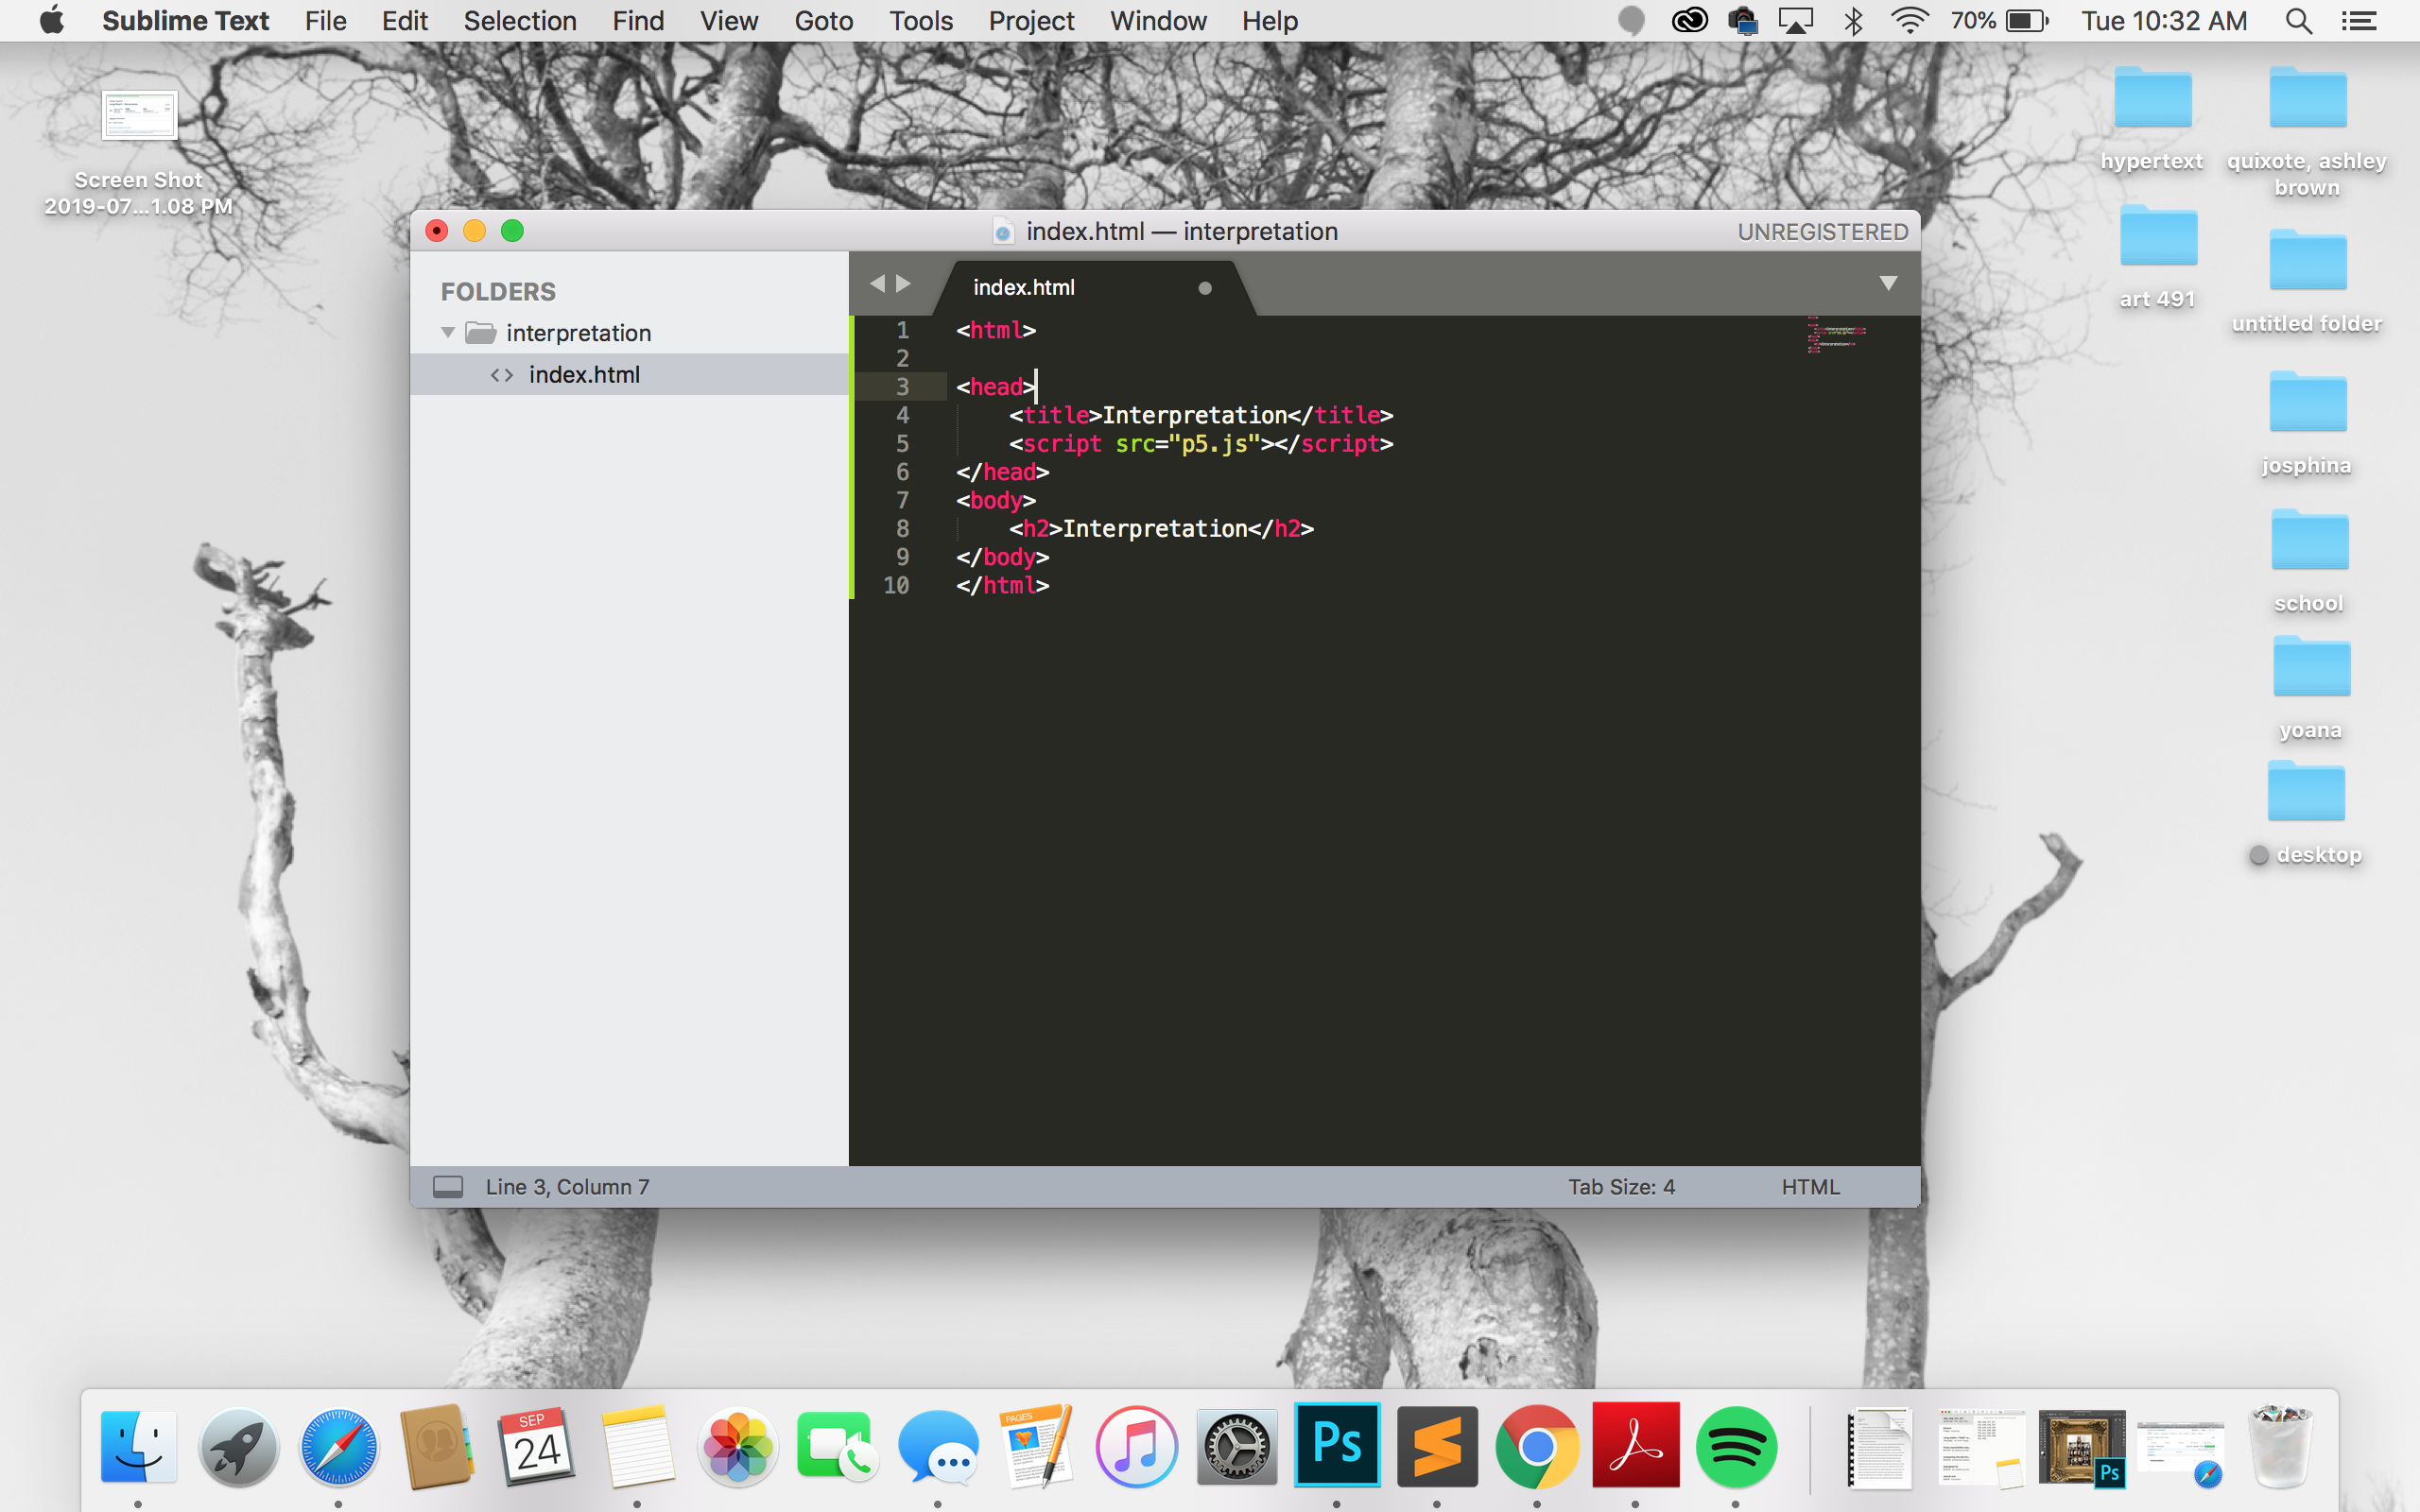 Sublime Text File Edit Selection Find View Goto Tools Project Window Help 70% Tue 10:32 AM
Screen Shot
2019-07...1.08 PM
hypertext
quixote, ashley
brown
art 491
untitled folder
josphina
school
yoana
desktop
index.html — interpretation
UNREGISTERED
FOLDERS
interpretation
index.html
index.html
1 <html>
2
3 <head>
4 <title>Interpretation</title>
5 <script src="p5.js"></script>
6 </head>
7 <body>
8 <h2>Interpretation</h2>
9 </body>
10 </html>
Line 3, Column 7
Tab Size: 4
HTML
SEP
24
PAGES
Ps
Ps